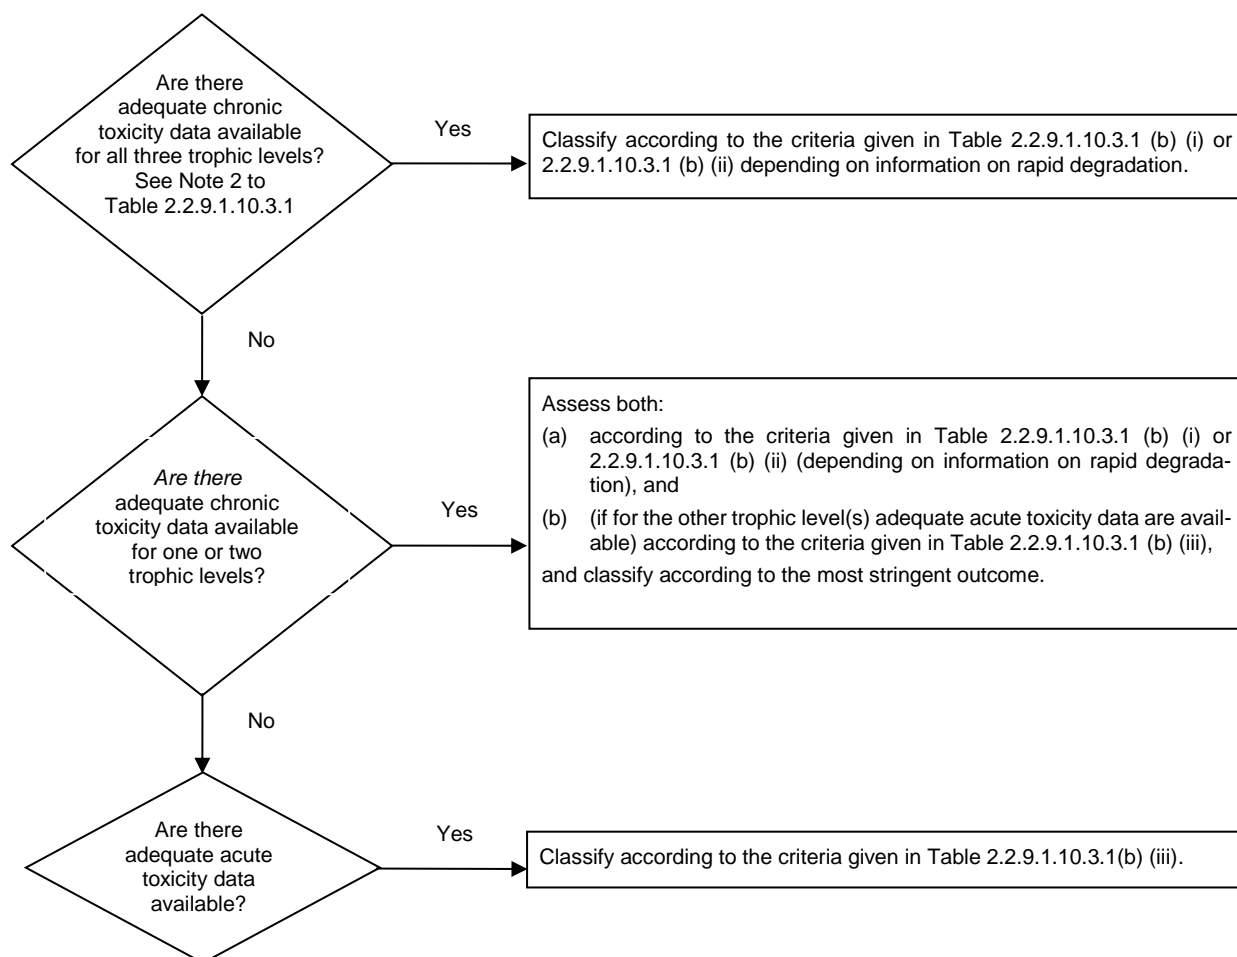 Are there
adequate chronic
toxicity data available
for all three trophic levels?
See Note 2 to
Table 2.2.9.1.10.3.1
Yes
Classify according to the criteria given in Table 2.2.9.1.10.3.1 (b) (i) or
2.2.9.1.10.3.1 (b) (ii) depending on information on rapid degradation.
No
Are there
adequate chronic
toxicity data available
for one or two
trophic levels?
Yes
Assess both:
(a) according to the criteria given in Table 2.2.9.1.10.3.1 (b) (i) or
2.2.9.1.10.3.1 (b) (ii) (depending on information on rapid degrada-
tion), and
(b) (if for the other trophic level(s) adequate acute toxicity data are avail-
able) according to the criteria given in Table 2.2.9.1.10.3.1 (b) (iii),
and classify according to the most stringent outcome.
No
Are there
adequate acute
toxicity data
available?
Yes
Classify according to the criteria given in Table 2.2.9.1.10.3.1(b) (iii).